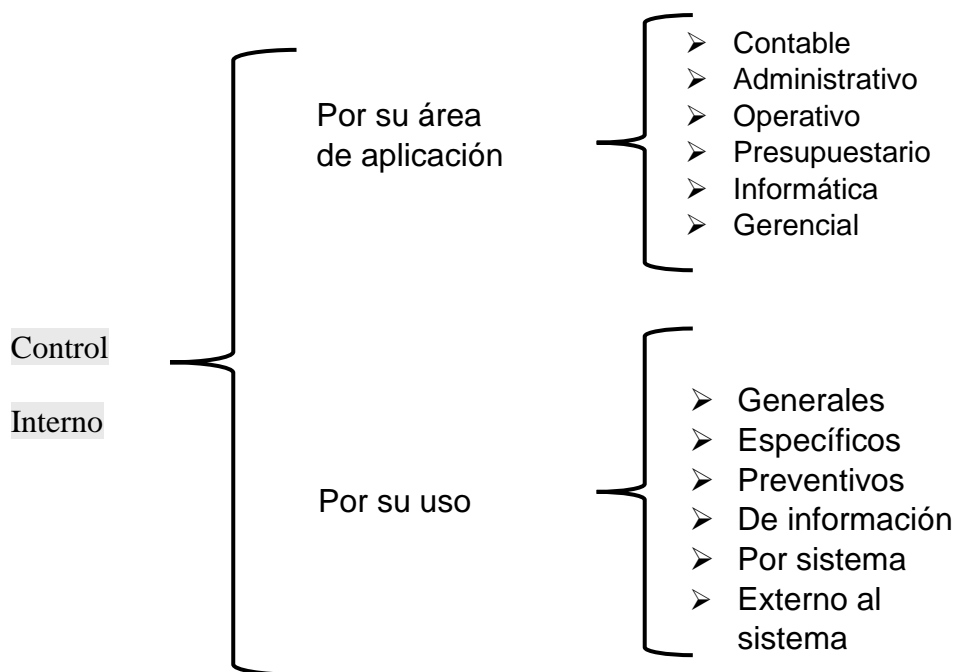 Control
Interno
Por su área
de aplicación
Contable
Administrativo
Operativo
Presupuestario
Informática
Gerencial
Por su uso
Generales
Específicos
Preventivos
De información
Por sistema
Externo al
sistema